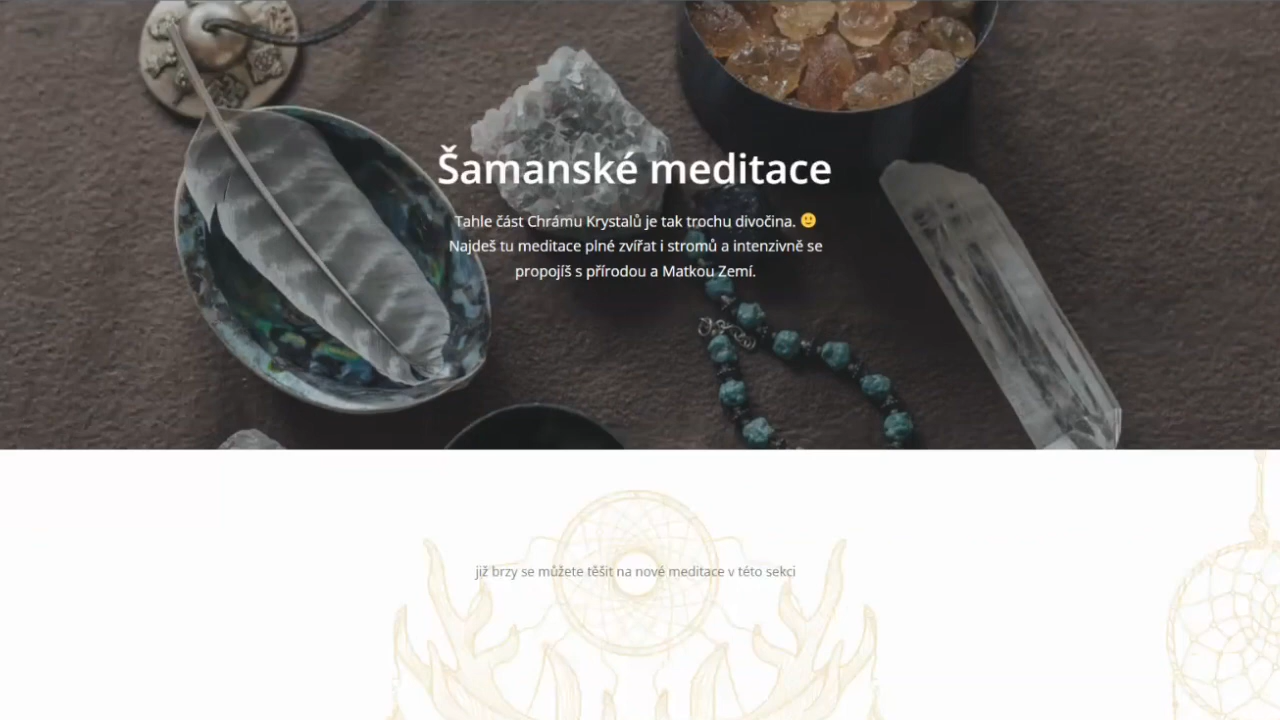 Šamanské meditace
Tahle část Chrámu Krystalů je tak trochu divočina. 🙂
Najdeš tu meditace plné zvířat i stromů a intenzivně se
propojíš s přírodou a Matkou Zemí.
již brzy se můžete těšit na nové meditace v této sekci